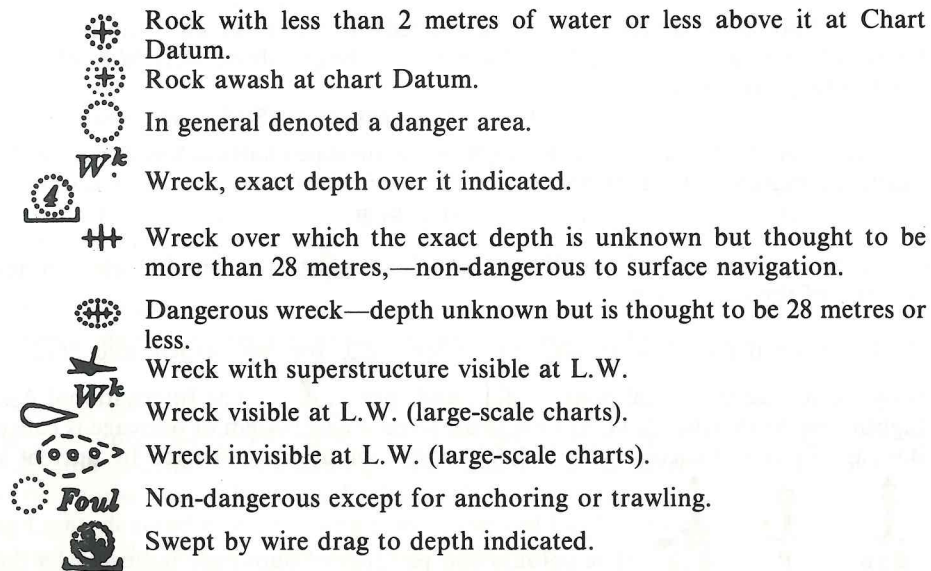 Rock with less than 2 metres of water or less above it at Chart
Datum.
Rock awash at chart Datum.
In general denoted a danger area.
Wk
4 Wreck, exact depth over it indicated.
Wreck over which the exact depth is unknown but thought to be
more than 28 metres,—non-dangerous to surface navigation.
Dangerous wreck—depth unknown but is thought to be 28 metres or
less.
Wreck with superstructure visible at L.W.
Wk
Wreck visible at L.W. (large-scale charts).
Wreck invisible at L.W. (large-scale charts).
Foul Non-dangerous except for anchoring or trawling.
Swept by wire drag to depth indicated.